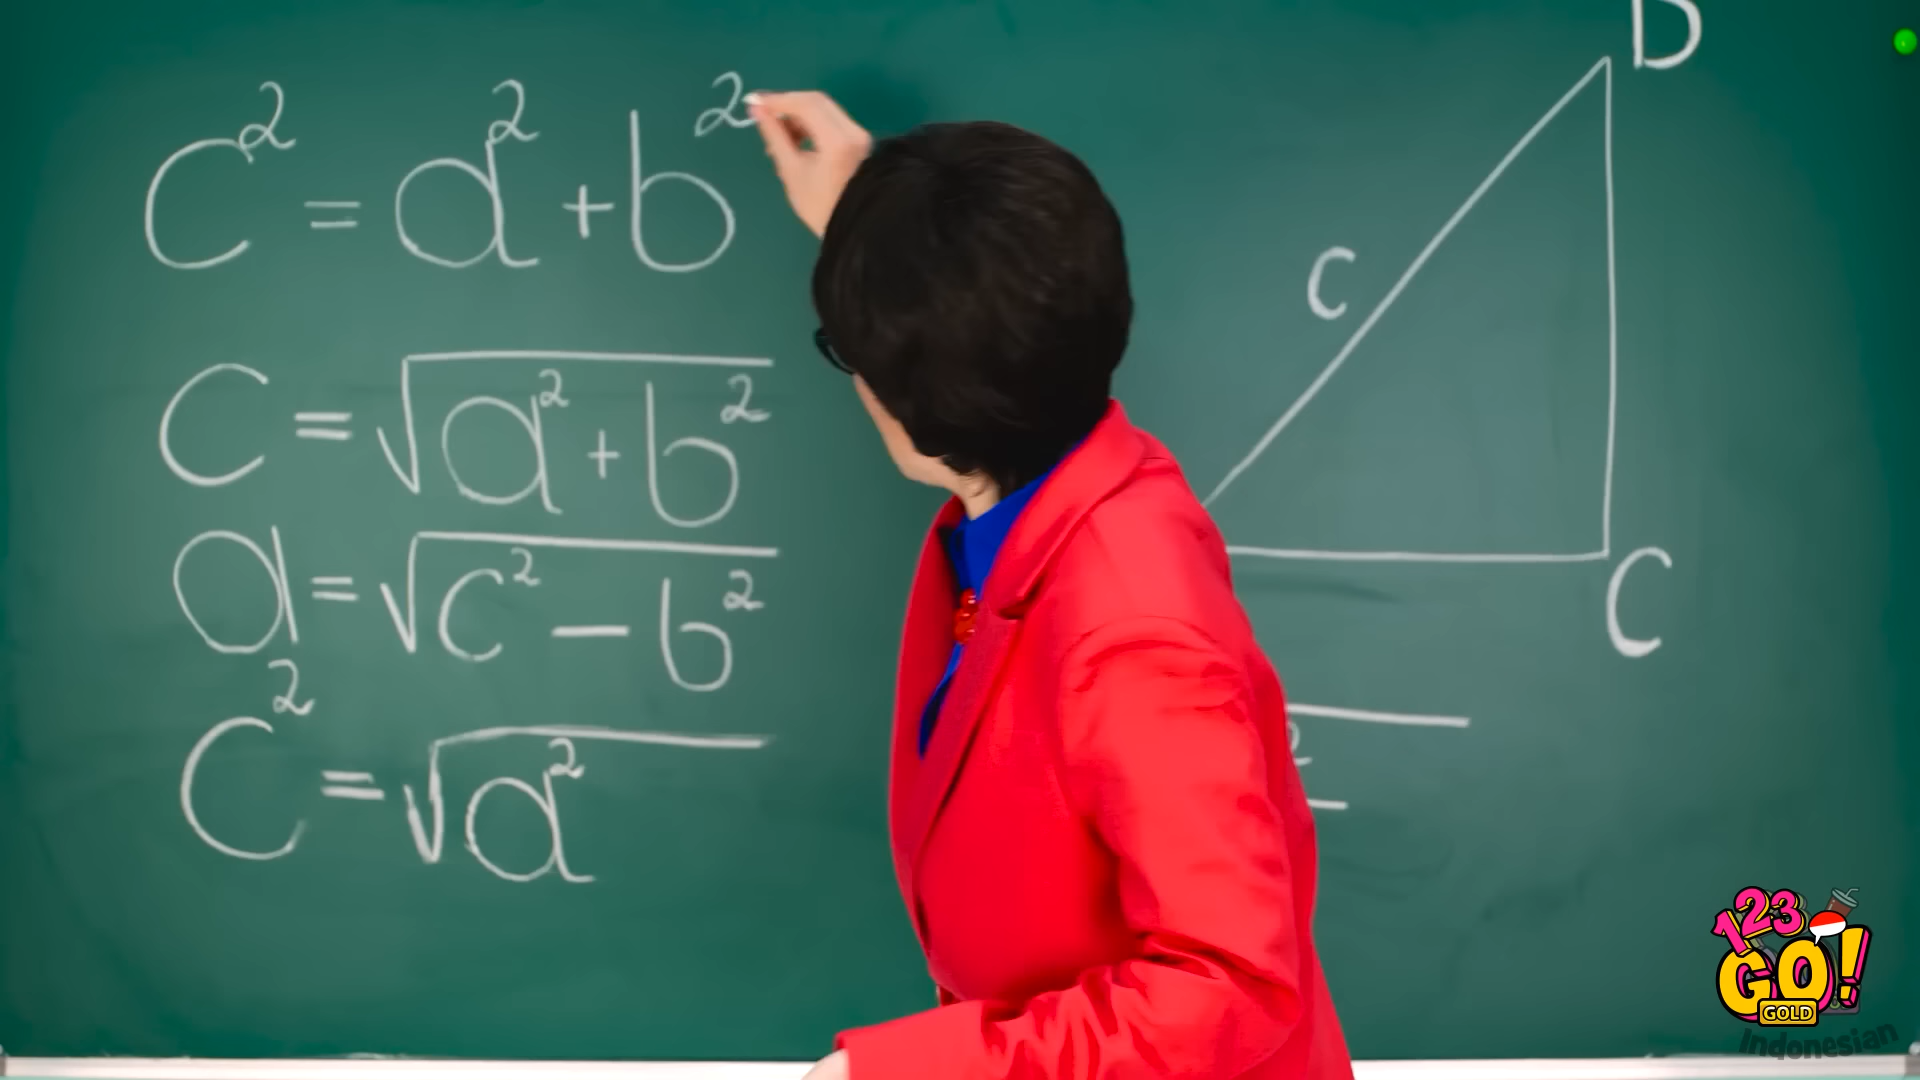 C² = a² + b²
C = √a² + b²
a = √c² − b²
C² = √a²
D
c
C
123
GO!
GOLD
Indonesian